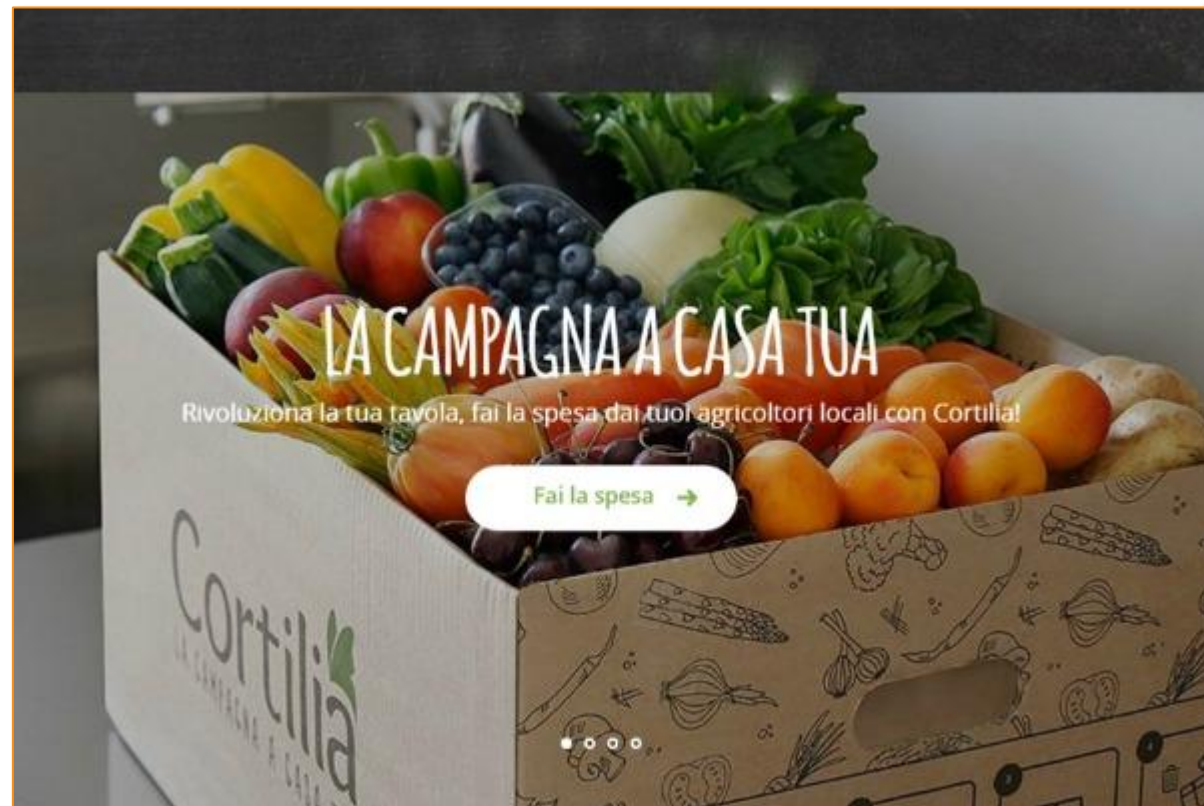 LA CAMPAGNA A CASA TUA
Rivoluziona la tua tavola, fai la spesa dai tuoi agricoltori locali con Cortilia!
Fai la spesa →
Cortilia
LA CAMPAGNA A CASA